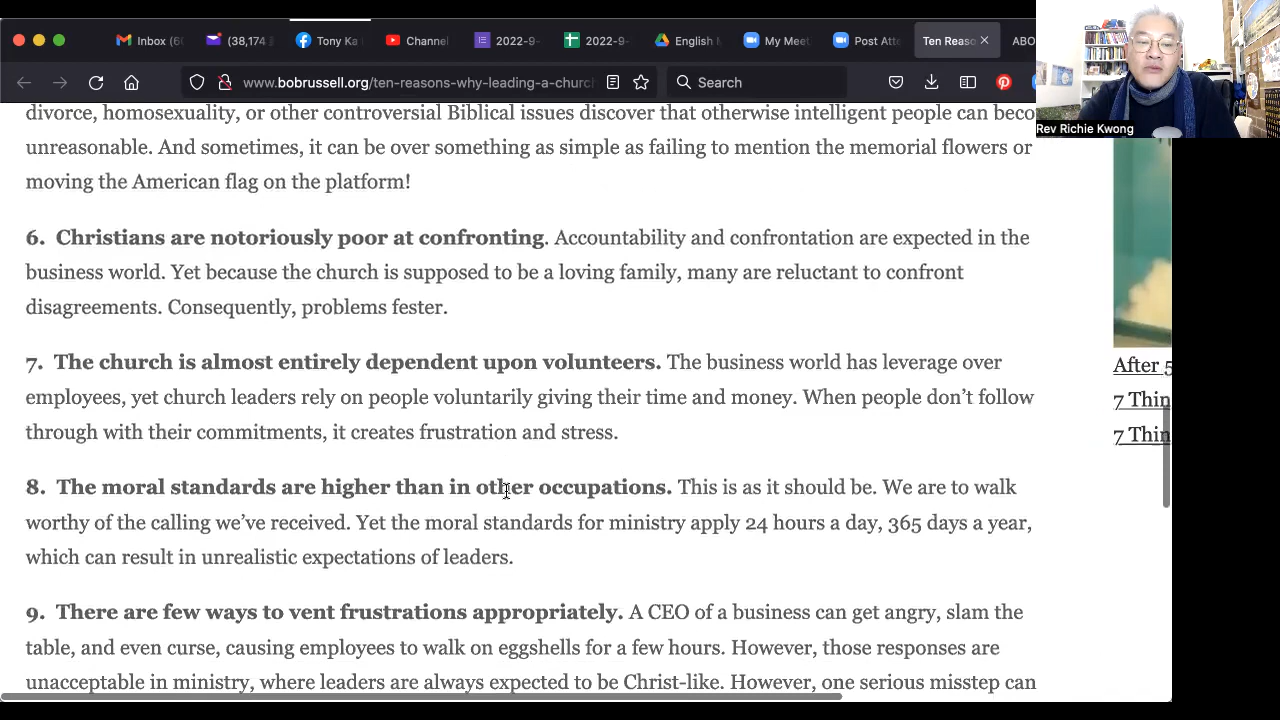 Inbox (6(
(38,174
Tony Ka
Channel
2022-9-
2022-9-
English M
My Mee
Post Atte
Ten Reaso
ABO
www.bobrussell.org/ten-reasons-why-leading-a-church
Search
Rev Richie Kwong
divorce, homosexuality, or other controversial Biblical issues discover that otherwise intelligent people can beco
unreasonable. And sometimes, it can be over something as simple as failing to mention the memorial flowers or
moving the American flag on the platform!
6. Christians are notoriously poor at confronting. Accountability and confrontation are expected in the
business world. Yet because the church is supposed to be a loving family, many are reluctant to confront
disagreements. Consequently, problems fester.
7. The church is almost entirely dependent upon volunteers. The business world has leverage over
employees, yet church leaders rely on people voluntarily giving their time and money. When people don’t follow
through with their commitments, it creates frustration and stress.
8. The moral standards are higher than in other occupations. This is as it should be. We are to walk
worthy of the calling we’ve received. Yet the moral standards for ministry apply 24 hours a day, 365 days a year,
which can result in unrealistic expectations of leaders.
9. There are few ways to vent frustrations appropriately. A CEO of a business can get angry, slam the
table, and even curse, causing employees to walk on eggshells for a few hours. However, those responses are
unacceptable in ministry, where leaders are always expected to be Christ-like. However, one serious misstep can
After 5
7 Thin
7 Thin